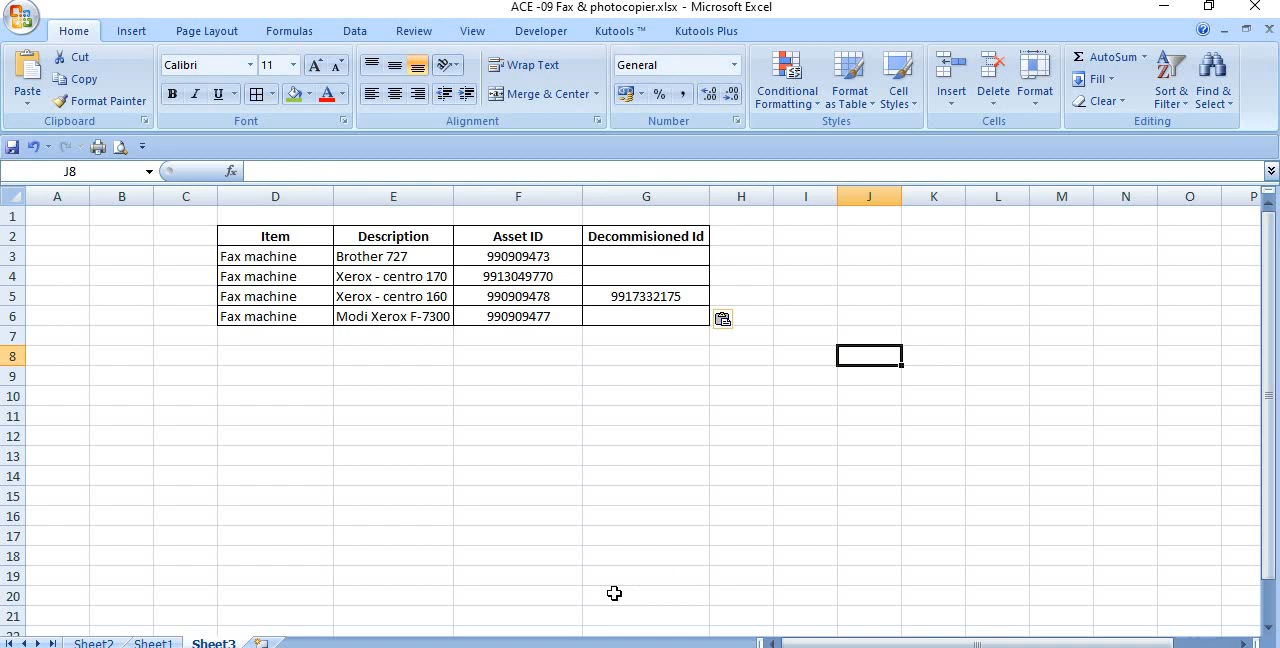 ACE -09 Fax & photocopier.xlsx - Microsoft Excel
Home Insert Page Layout Formulas Data Review View Developer Kutools ™ Kutools Plus
Paste Cut Copy Format Painter
Calibri 11 A A
B I U A
Wrap Text
Merge & Center
General
% , .00 .0
Conditional Formatting Format as Table Cell Styles
Insert Delete Format
Σ AutoSum Fill Clear
Sort & Filter Find & Select
Clipboard Font Alignment Number Styles Cells Editing
J8 fx
A B C D E F G H I J K L M N O P
1
2 Item Description Asset ID Decommisioned Id
3 Fax machine Brother 727 990909473
4 Fax machine Xerox - centro 170 9913049770
5 Fax machine Xerox - centro 160 990909478 9917332175
6 Fax machine Modi Xerox F-7300 990909477
7
8
9
10
11
12
13
14
15
16
17
18
19
20
21
22
Sheet2 Sheet1 Sheet3